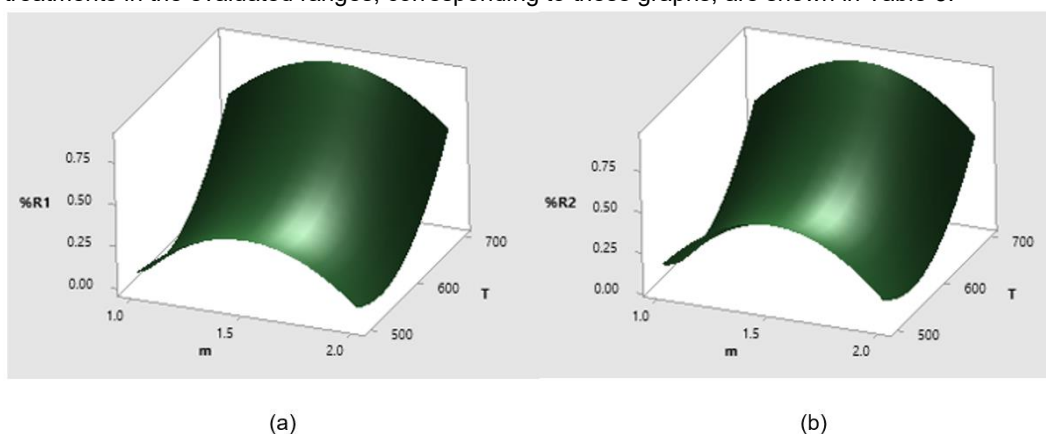 treatments in the evaluated ranges, corresponding to these graphs, are shown in Table
0.75
%R1
0.50
0.25
0.00
1.0
1.5
2.0
m
500
600
700
T
0.75
%R2
0.50
0.25
0.00
1.0
1.5
2.0
m
500
600
700
T
(a)
(b)